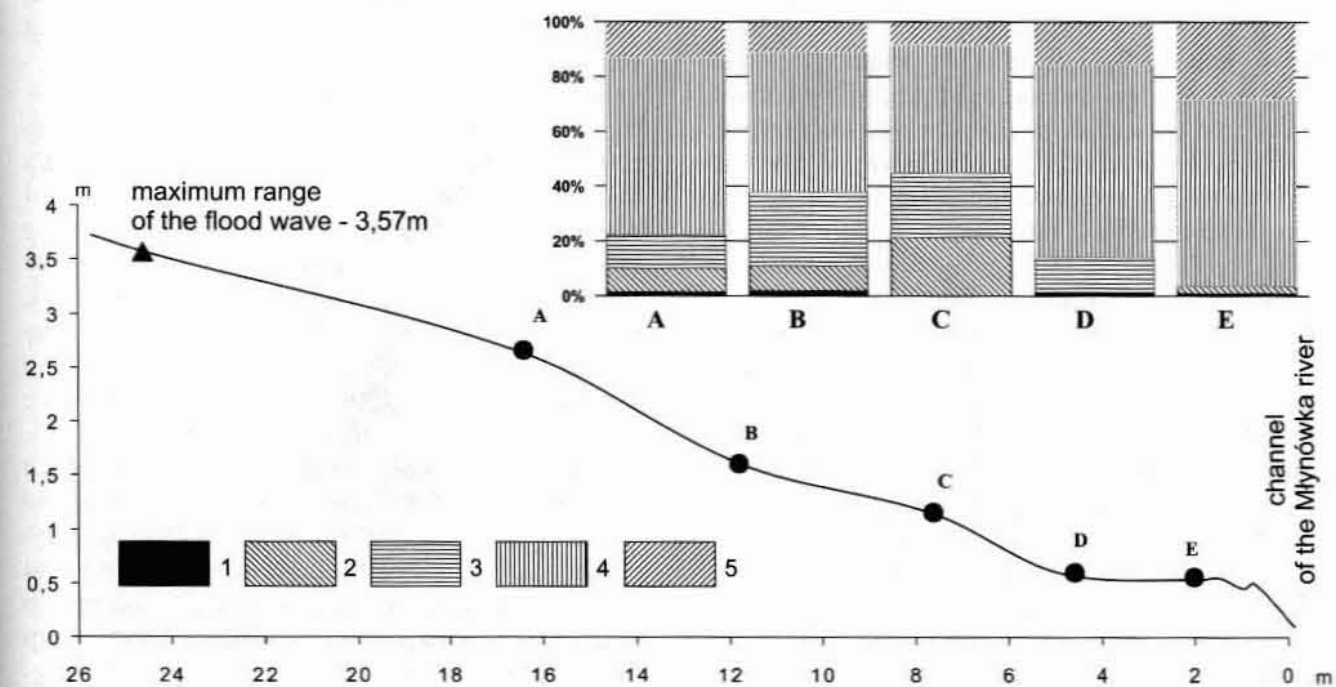 100%
80%
60%
40%
20%
0%
A B C D E
m
maximum range
of the flood wave - 3,57m
4
3,5
3
2,5
2
1,5
1
0,5
0
A
B
C
D
E
1 2 3 4 5
channel
of the Młynówka river
26 24 22 20 18 16 14 12 10 8 6 4 2 0 m